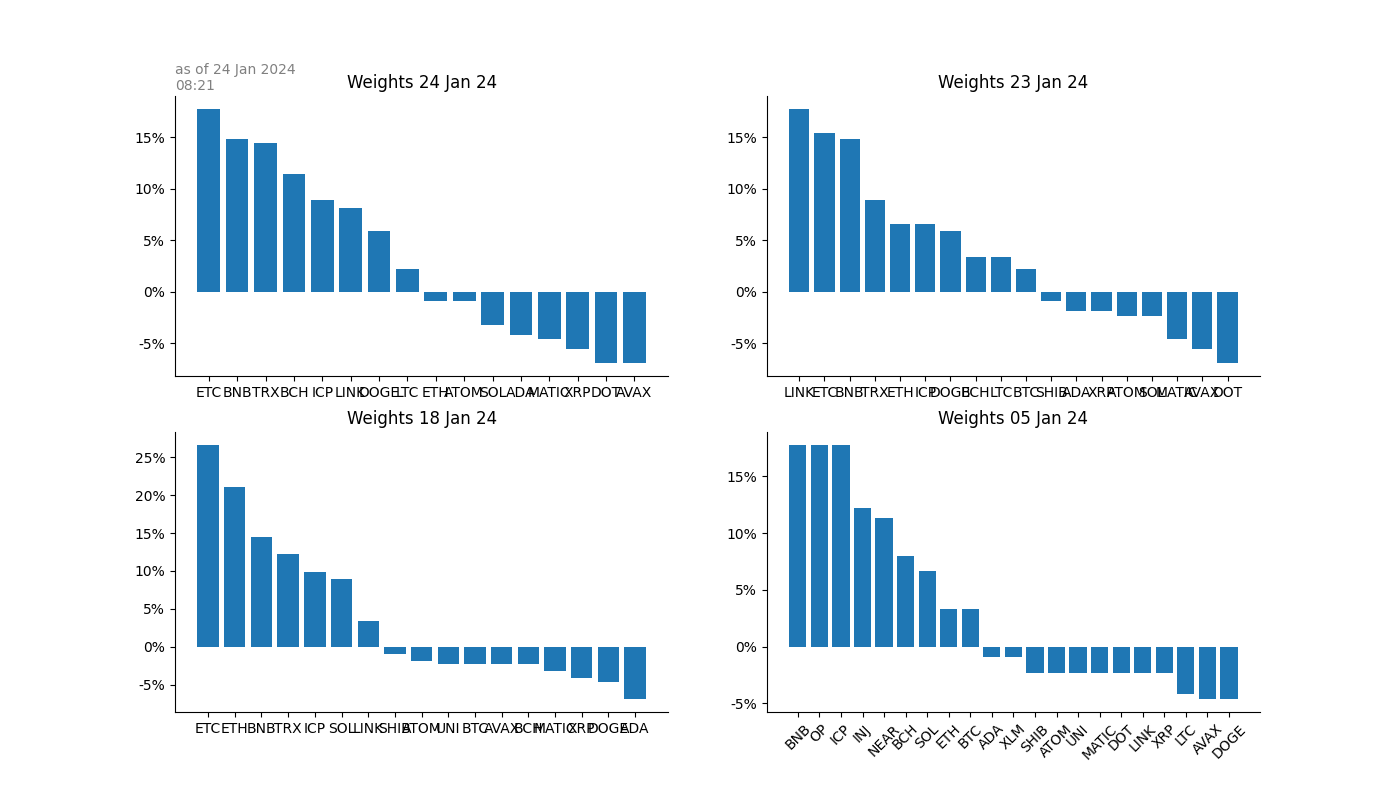 as of 24 Jan 2024
08:21
Weights 24 Jan 24
15%
10%
5%
0%
-5%
ETC BNB TRX BCH ICP LINK DOGE LTC ETH ATOM SOL ADA MATIC XRP DOT AVAX
Weights 23 Jan 24
15%
10%
5%
0%
-5%
LINK ETC BNB TRX ETH ICP DOGE BCH LTC BTC SHIB ADA XRP ATOM SOL MATIC AVAX DOT
Weights 18 Jan 24
25%
20%
15%
10%
5%
0%
-5%
ETC ETH BNB TRX ICP SOL LINK SHIB ATOM UNI BTC AVAX BCH MATIC XRP DOGE ADA
Weights 05 Jan 24
15%
10%
5%
0%
-5%
BNB OP ICP INJ NEAR BCH SOL ETH BTC ADA XLM SHIB ATOM UNI MATIC DOT LINK XRP LTC AVAX DOGE